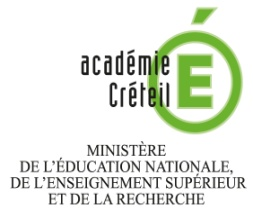 académie
Créteil
É
MINISTÈRE
DE L'ÉDUCATION NATIONALE,
DE L'ENSEIGNEMENT SUPÉRIEUR
ET DE LA RECHERCHE